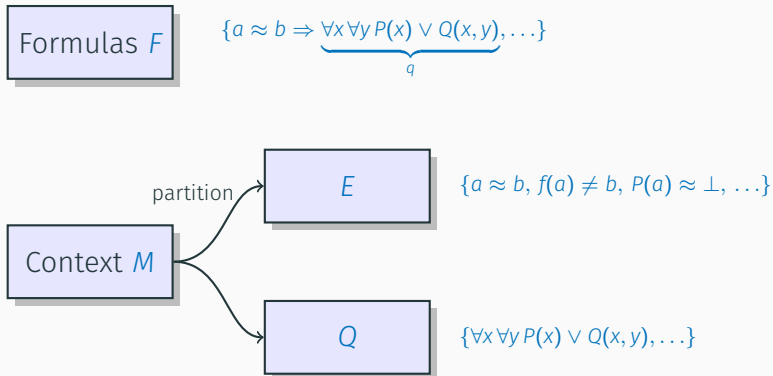 Formulas F
{a ≈ b ⇒ ∀x ∀y P(x) ∨ Q(x, y), …}
q
partition
E
{a ≈ b, f(a) ≠ b, P(a) ≈ ⊥, …}
Context M
Q
{∀x ∀y P(x) ∨ Q(x, y), …}